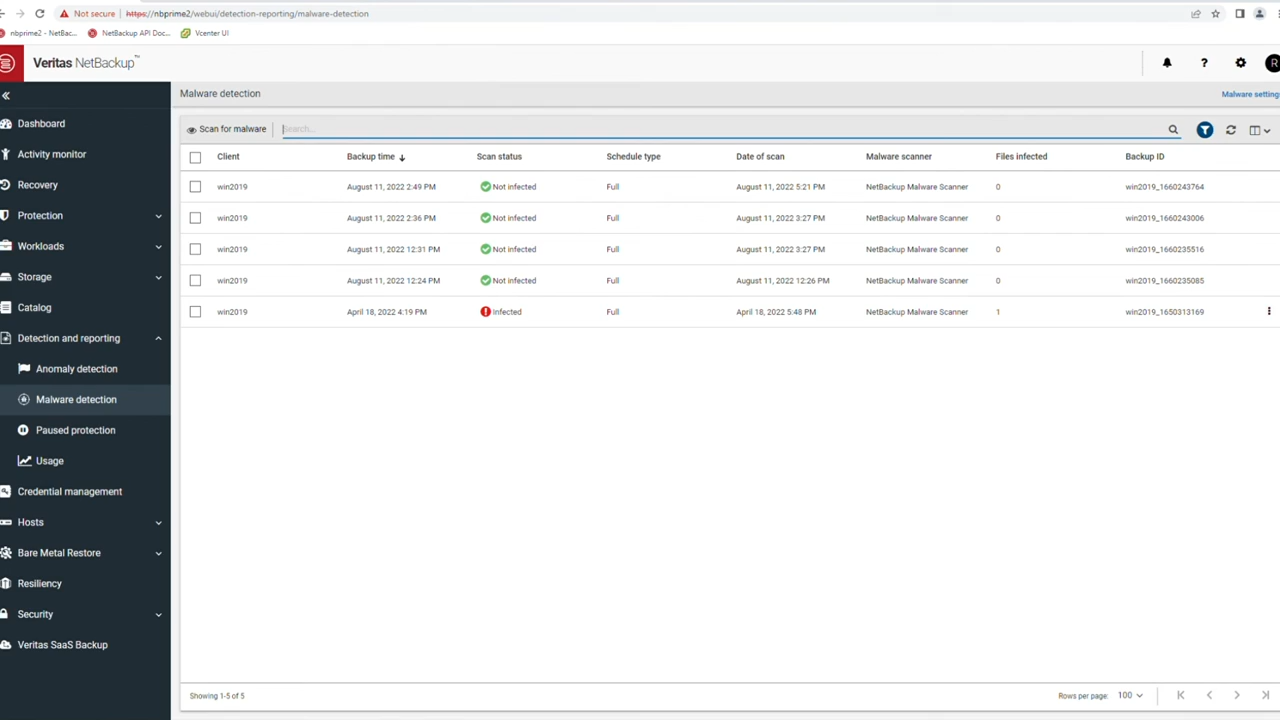 Not secure https://nbprime2/webui/detection-reporting/malware-detection
nbprime2 - NetBac... NetBackup API Doc... Vcenter UI
Veritas NetBackup™ ? R
Malware detection Malware setting
Scan for malware Search...
Client Backup time Scan status Schedule type Date of scan Malware scanner Files infected Backup ID
win2019 August 11, 2022 2:49 PM Not infected Full August 11, 2022 5:21 PM NetBackup Malware Scanner 0 win2019_1660243764
win2019 August 11, 2022 2:36 PM Not infected Full August 11, 2022 3:27 PM NetBackup Malware Scanner 0 win2019_1660243006
win2019 August 11, 2022 12:31 PM Not infected Full August 11, 2022 3:27 PM NetBackup Malware Scanner 0 win2019_1660235516
win2019 August 11, 2022 12:24 PM Not infected Full August 11, 2022 12:26 PM NetBackup Malware Scanner 0 win2019_1660235085
win2019 April 18, 2022 4:19 PM Infected Full April 18, 2022 5:48 PM NetBackup Malware Scanner 1 win2019_1650313169
Dashboard
Activity monitor
Recovery
Protection
Workloads
Storage
Catalog
Detection and reporting
Anomaly detection
Malware detection
Paused protection
Usage
Credential management
Hosts
Bare Metal Restore
Resiliency
Security
Veritas SaaS Backup
Showing 1-5 of 5 Rows per page: 100